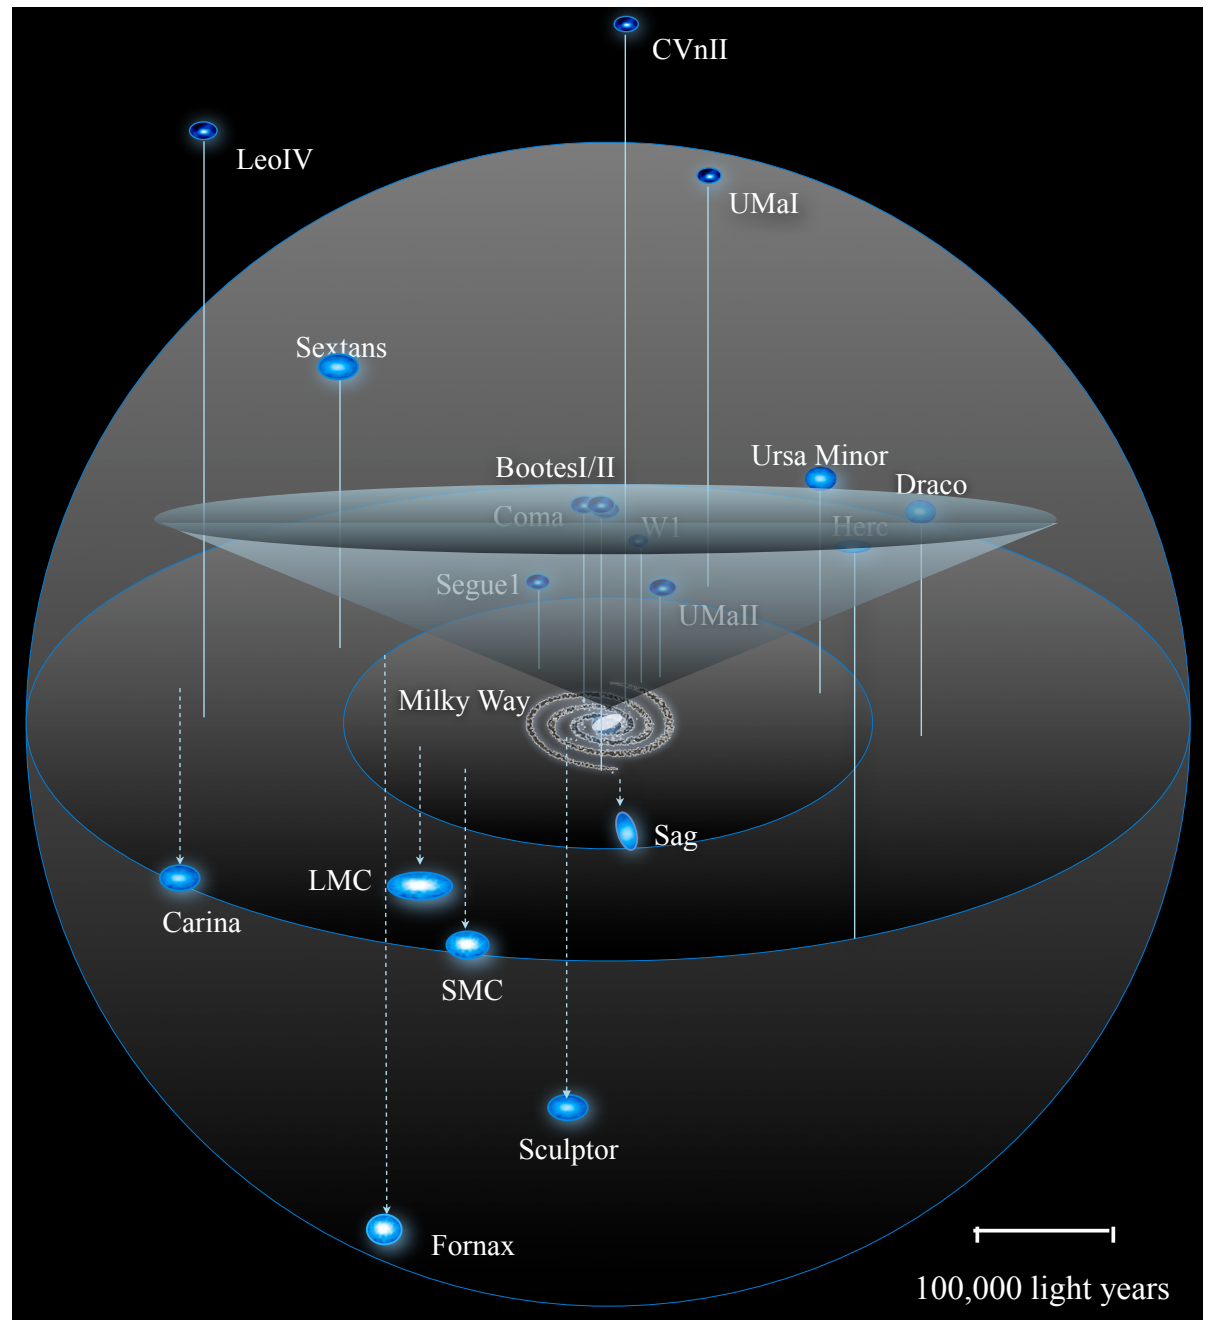 CVnII
LeoIV
UMaI
Sextans
Ursa Minor
BootesI/II
Draco
Coma
W1
Herc
Segue1
UMaII
Milky Way
Sag
LMC
Carina
SMC
Sculptor
Fornax
100,000 light years